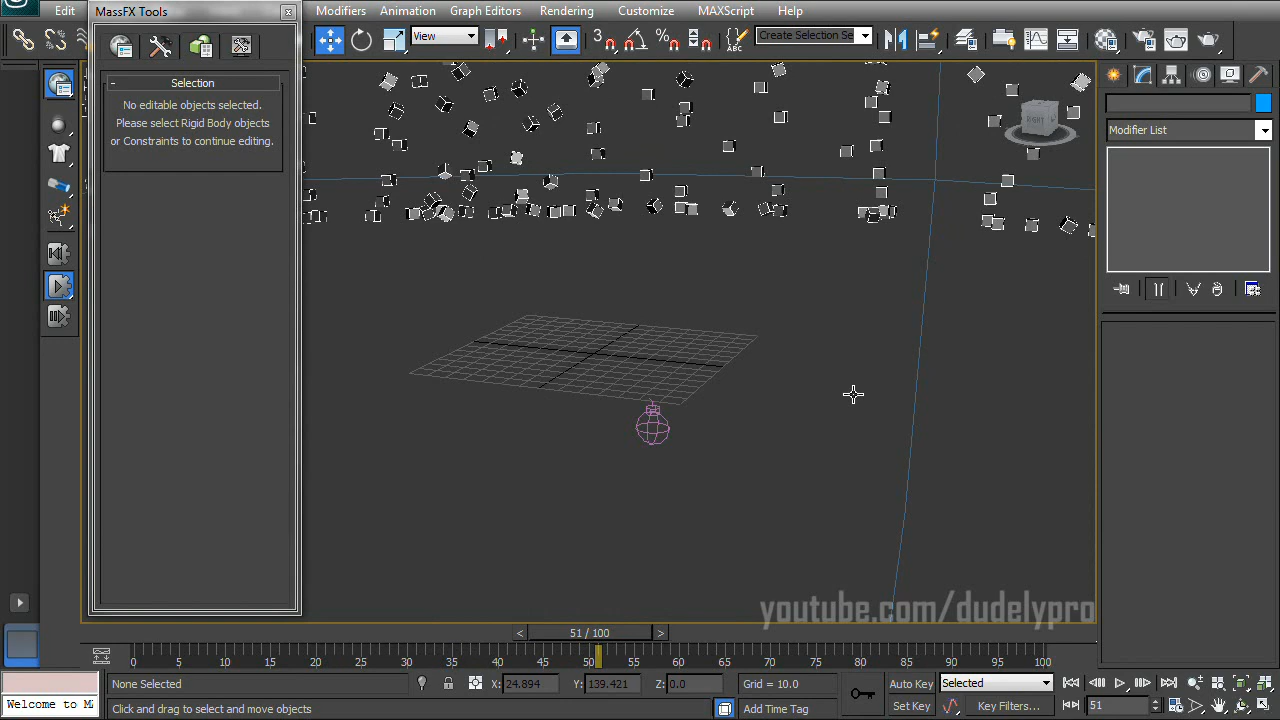 Edit
MassFX Tools
Modifiers
Animation
Graph Editors
Rendering
Customize
MAXScript
Help
View
3
%
ABC
Create Selection Se
- Selection
No editable objects selected.
Please select Rigid Body objects
or Constraints to continue editing.
RIGHT
Modifier List
youtube.com/dudelypro
< 51 / 100 >
0 5 10 15 20 25 30 35 40 45 50 55 60 65 70 75 80 85 90 95 100
None Selected
X: 24.894
Y: 139.421
Z: 0.0
Grid = 10.0
Auto Key
Selected
Welcome to M
Click and drag to select and move objects
Add Time Tag
Set Key
Key Filters...
51